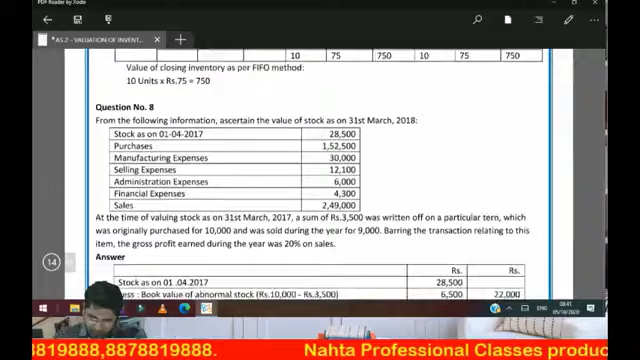 PDF Reader by Xodo
*AS.2 - VALUATION OF INVENT...
10 75 750 10 75 750
Value of closing inventory as per FIFO method:
10 Units x Rs.75 = 750
Question No. 8
From the following information, ascertain the value of stock as on 31st March, 2018:
Stock as on 01-04-2017 28,500
Purchases 1,52,500
Manufacturing Expenses 30,000
Selling Expenses 12,100
Administration Expenses 6,000
Financial Expenses 4,300
Sales 2,49,000
At the time of valuing stock as on 31st March, 2017, a sum of Rs.3,500 was written off on a particular tern, which
was originally purchased for 10,000 and was sold during the year for 9,000. Barring the transaction relating to this
item, the gross profit earned during the year was 20% on sales.
14
Answer
Rs. Rs.
Stock as on 01 .04.2017 28,500
ess : Book value of abnormal stock (Rs.10,000 - Rs.3,500) 6,500 22,000
ENG
08:41
05/10/2020
8819888,8878819888. Nahta Professional Classes produc